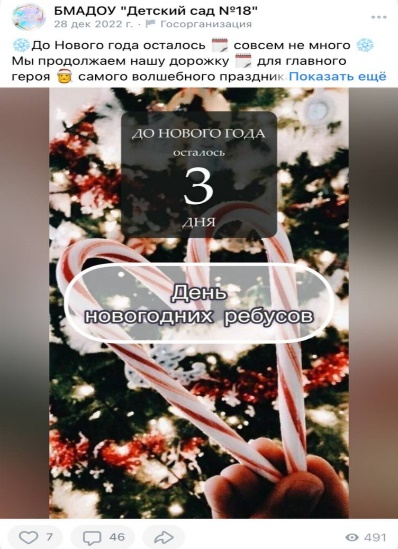 БМАДОУ "Детский сад №18"
28 дек 2022 г. · Госорганизация
До Нового года осталось 🗓 совсем не много ❄
Мы продолжаем нашу дорожку 🗓 для главного
героя 🎅 самого волшебного праздник Показать ещё
ДО НОВОГО ГОДА
осталось
3
ДНЯ
День
новогодних ребусов
7 46 491